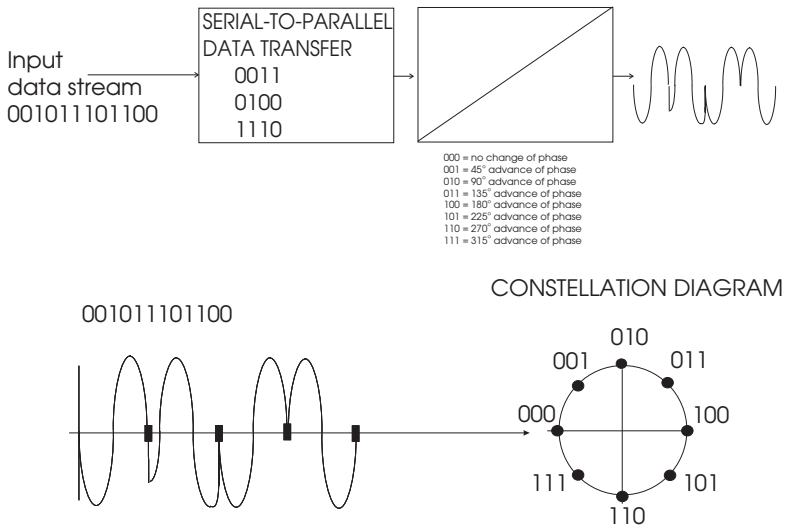 SERIAL-TO-PARALLEL
DATA TRANSFER
0011
0100
1110
Input
data stream
001011101100
000 = no change of phase
001 = 45° advance of phase
010 = 90° advance of phase
011 = 135° advance of phase
100 = 180° advance of phase
101 = 225° advance of phase
110 = 270° advance of phase
111 = 315° advance of phase
CONSTELLATION DIAGRAM
001011101100
010
001
011
000
100
111
101
110